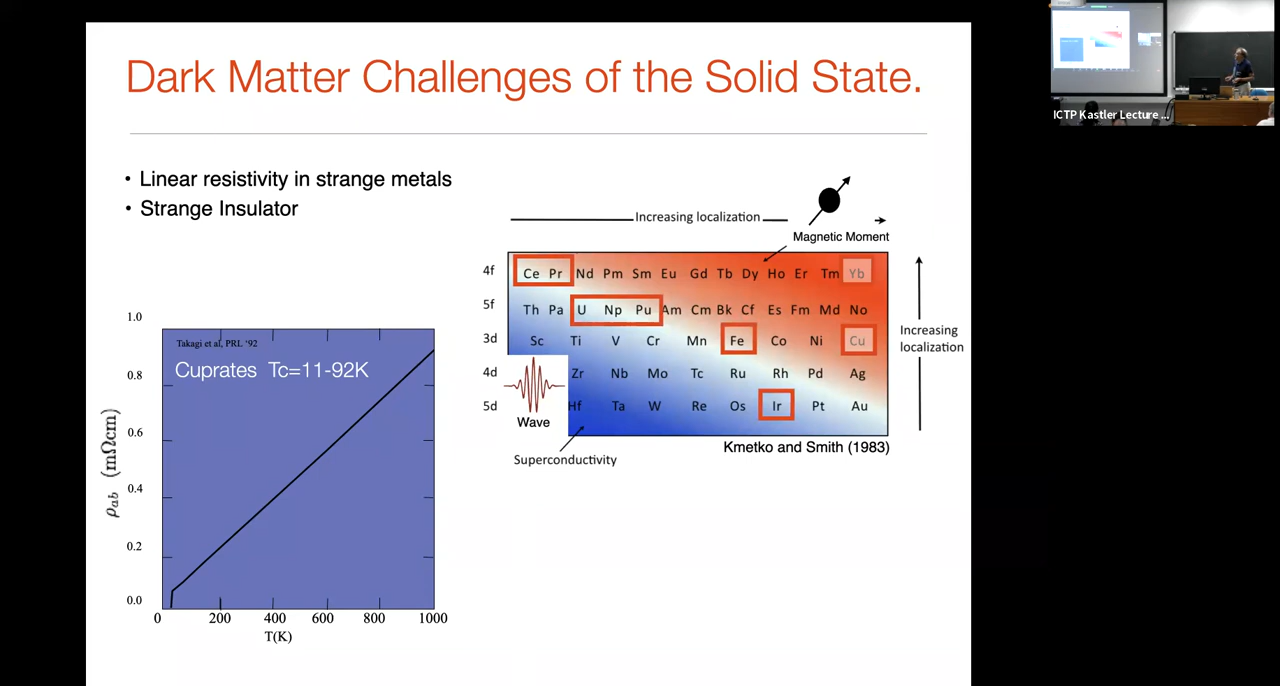 Dark Matter Challenges of the Solid State.
• Linear resistivity in strange metals
• Strange Insulator
Increasing localization
Magnetic Moment
4f Ce Pr Nd Pm Sm Eu Gd Tb Dy Ho Er Tm Yb
5f Th Pa U Np Pu Am Cm Bk Cf Es Fm Md No
3d Sc Ti V Cr Mn Fe Co Ni Cu
4d Zr Nb Mo Tc Ru Rh Pd Ag
5d Hf Ta W Re Os Ir Pt Au
Wave
Increasing
localization
Superconductivity
Kmetko and Smith (1983)
Takagi et al, PRL '92
Cuprates Tc=11-92K
1.0
0.8
0.6
0.4
0.2
0.0
ρab (mΩcm)
0 200 400 600 800 1000
T(K)
ICTP Kastler Lecture ...